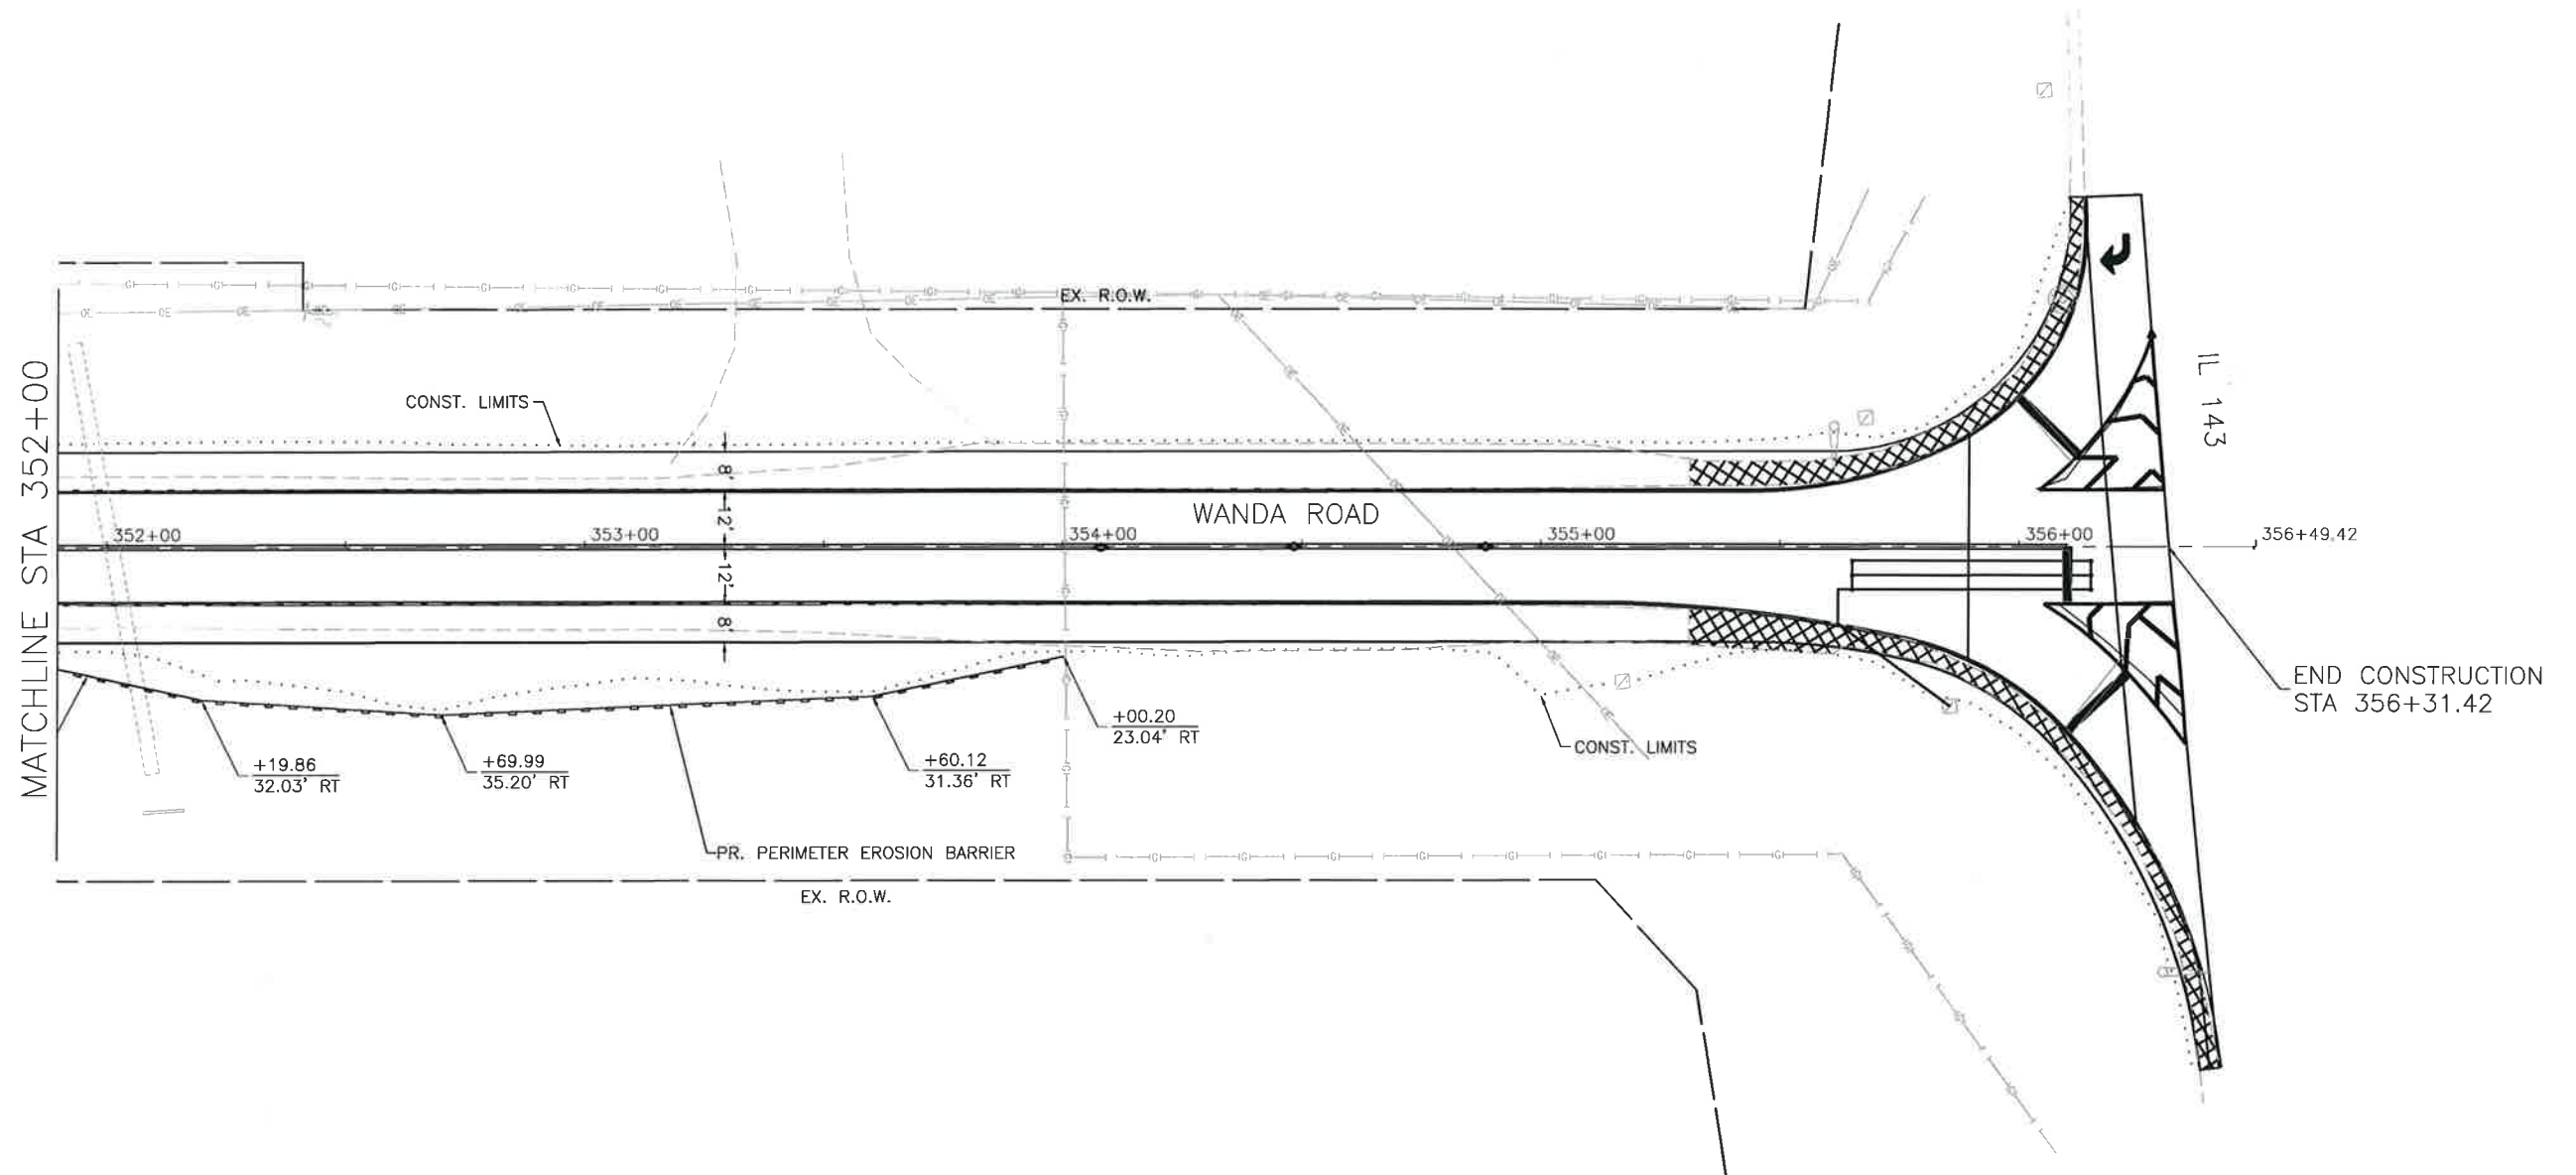 MATCHLINE STA 352+00
EX. R.O.W.
CONST. LIMITS
8'
12'
12'
8'
WANDA ROAD
352+00
353+00
354+00
355+00
356+00
356+49.42
IL 143
END CONSTRUCTION
STA 356+31.42
+19.86
32.03' RT
+69.99
35.20' RT
+60.12
31.36' RT
+00.20
23.04' RT
CONST. LIMITS
PR. PERIMETER EROSION BARRIER
EX. R.O.W.